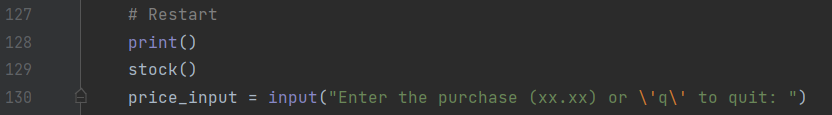 127 # Restart
128 print()
129 stock()
130 price_input = input("Enter the purchase (xx.xx) or \'q\' to quit: ")